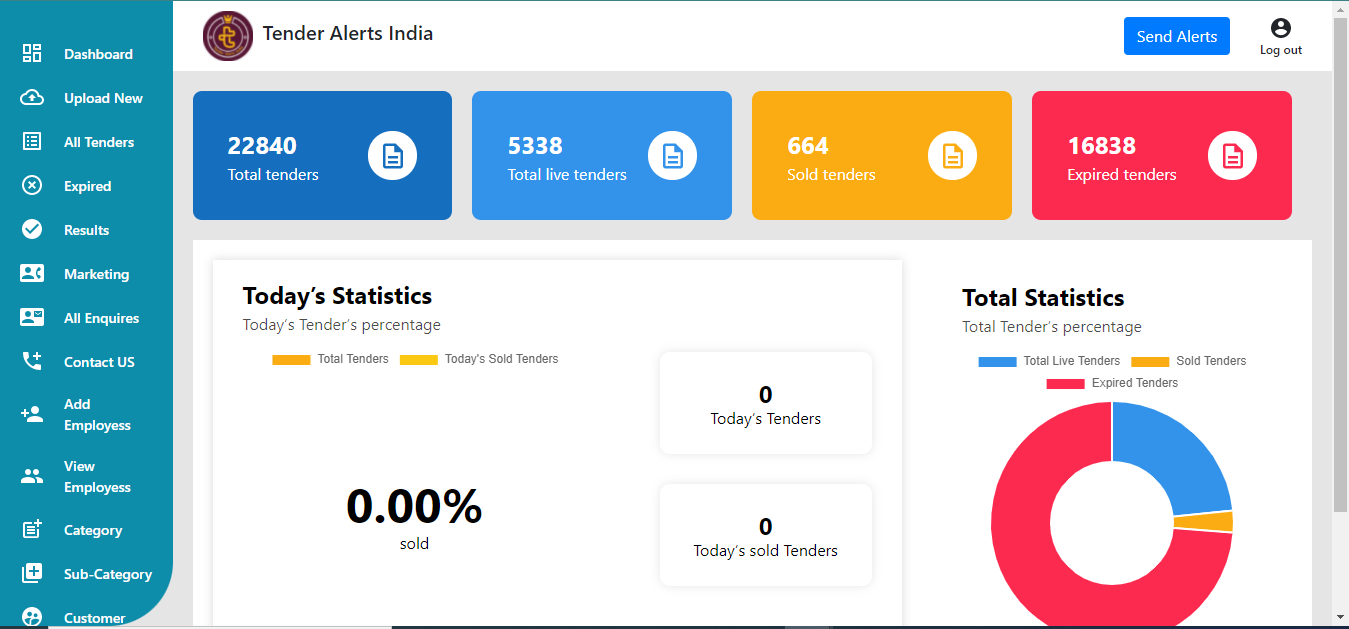 Tender Alerts India
Send Alerts
Log out
Dashboard
Upload New
All Tenders
Expired
Results
Marketing
All Enquires
Contact US
Add
Employess
View
Employess
Category
Sub-Category
Customer
22840
Total tenders
5338
Total live tenders
664
Sold tenders
16838
Expired tenders
Today’s Statistics
Today’s Tender’s percentage
Total Tenders Today's Sold Tenders
0.00%
sold
0
Today’s Tenders
0
Today’s sold Tenders
Total Statistics
Total Tender’s percentage
Total Live Tenders Sold Tenders
Expired Tenders